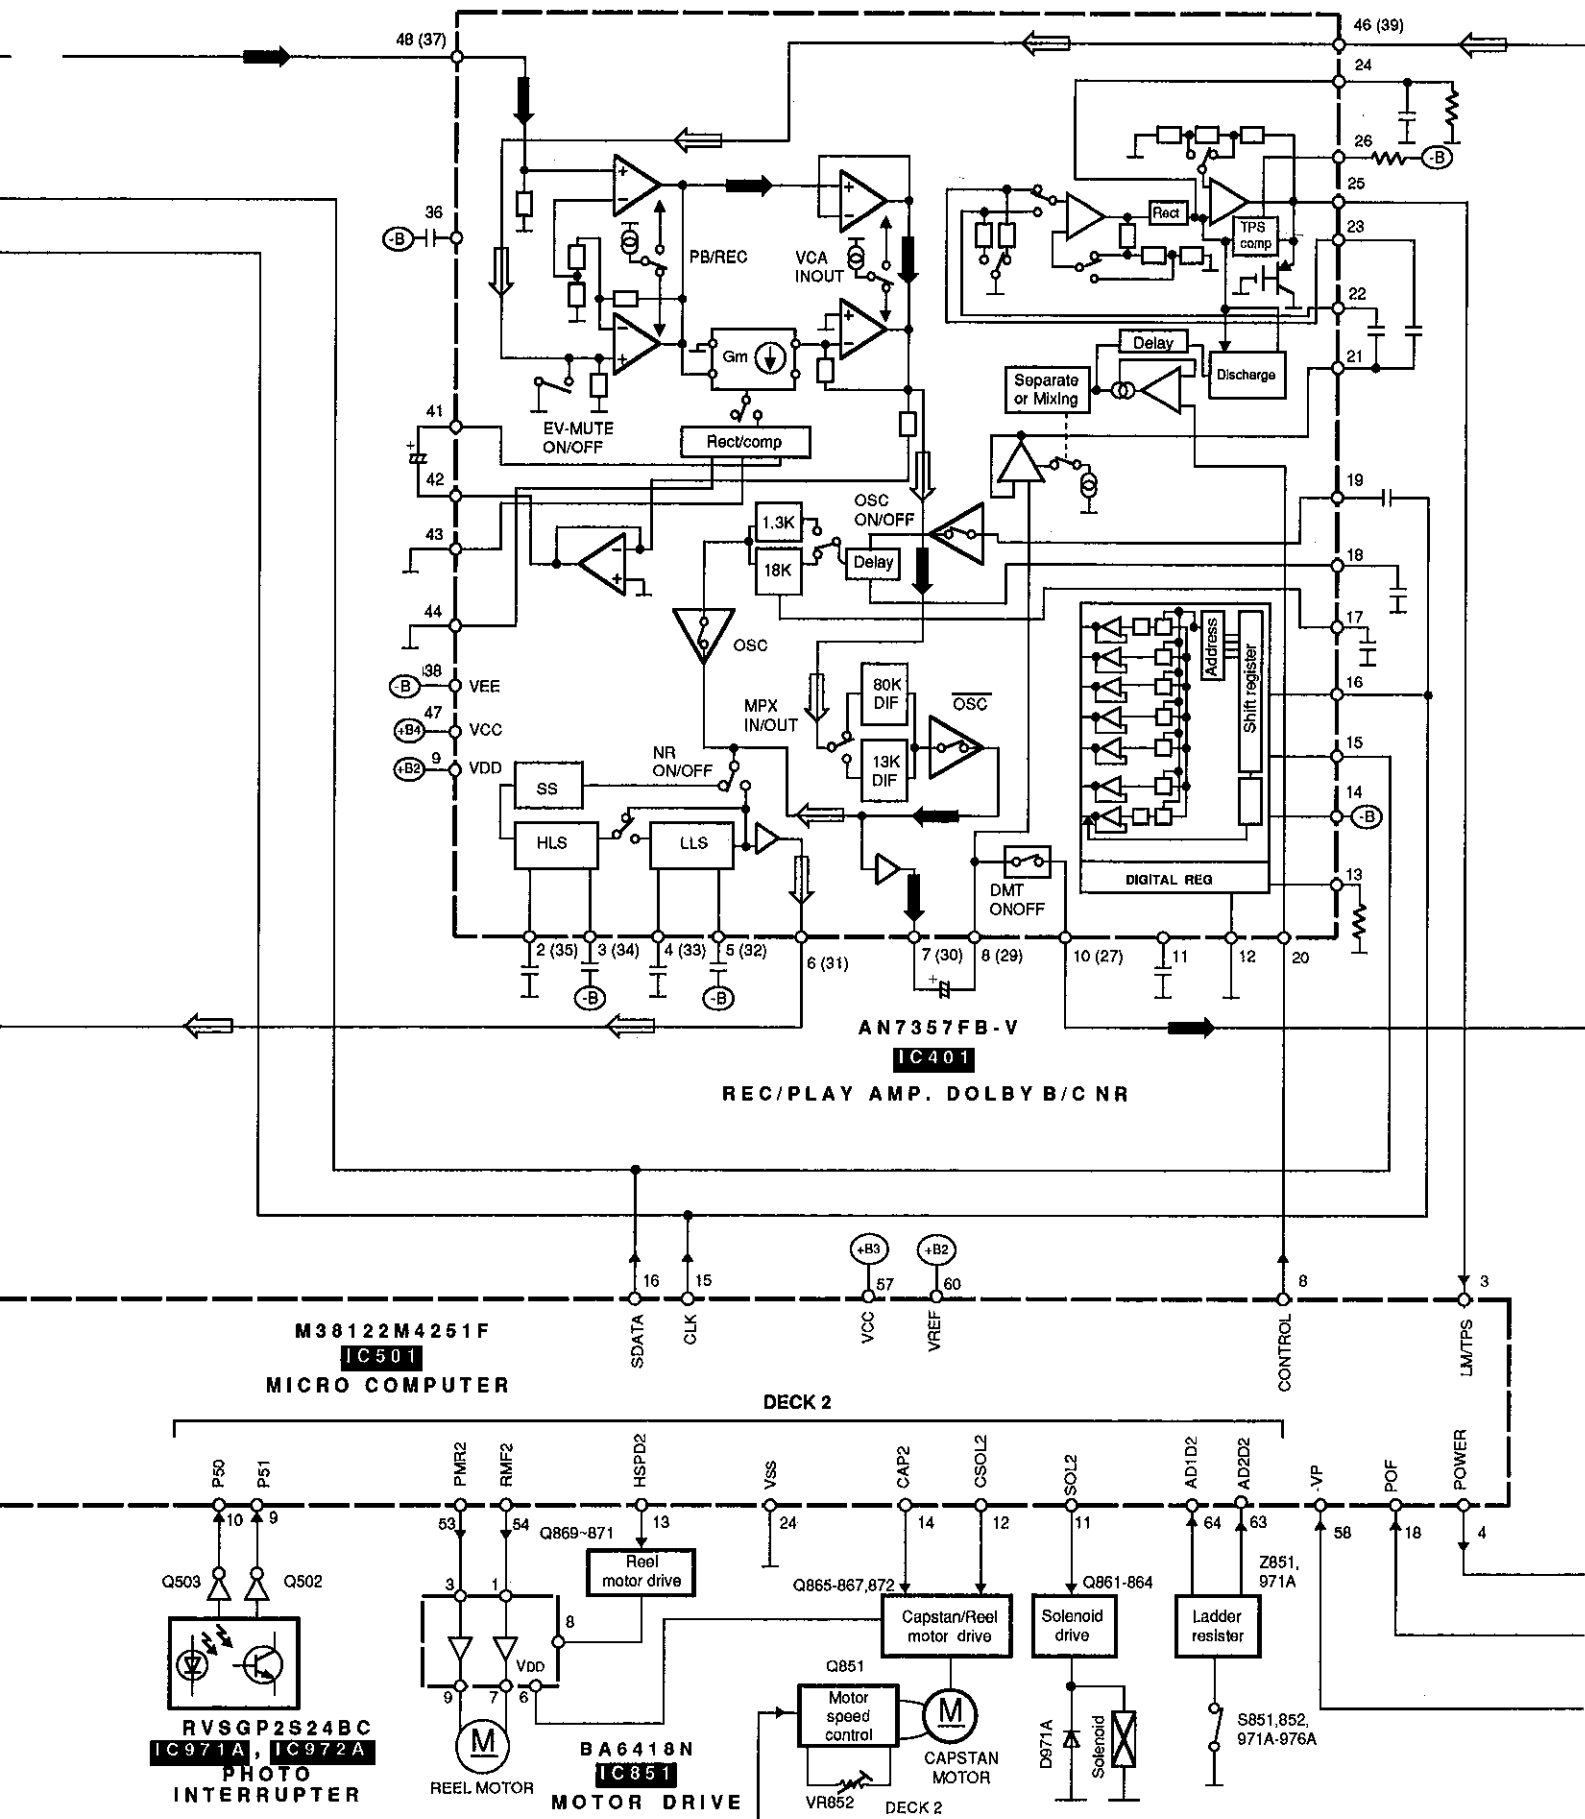 48 (37)
46 (39)
24
26
-B
25
23
22
21
36
-B
PB/REC
VCA
INOUT
Rect
TPS
comp
Gm
Delay
Separate
or Mixing
Discharge
41
+
EV-MUTE
ON/OFF
Rect/comp
42
43
44
OSC
ON/OFF
1.3K
18K
Delay
19
18
17
16
15
14
-B
13
OSC
38
-B
VEE
47
+B4
VCC
9
+B2
VDD
MPX
IN/OUT
80K
DIF
13K
DIF
OSC
Address
Shift register
NR
ON/OFF
SS
HLS
LLS
DMT
ONOFF
DIGITAL REG
2 (35)
3 (34)
4 (33)
5 (32)
6 (31)
7 (30)
8 (29)
10 (27)
11
12
20
-B
-B
+
AN7357FB-V
IC401
REC/PLAY AMP. DOLBY B/C NR
+B3
+B2
16
15
57
60
8
3
SDATA
CLK
VCC
VREF
CONTROL
LM/TPS
M38122M4251F
IC501
MICRO COMPUTER
DECK 2
P50
P51
PMR2
RMF2
HSPD2
VSS
CAP2
CSOL2
SOL2
AD1D2
AD2D2
-VP
POF
POWER
10
9
53
54
13
24
14
12
11
64
63
58
18
4
Q503
Q502
Q869~871
Reel
motor drive
Q865-867,872
Capstan/Reel
motor drive
Q861-864
Solenoid
drive
Z851,
971A
Ladder
resister
3
1
8
VDD
9
7
6
M
REEL MOTOR
RVSGP2S24BC
IC971A, IC972A
PHOTO
INTERRUPTER
BA6418N
IC851
MOTOR DRIVE
Q851
Motor
speed
control
M
CAPSTAN
MOTOR
VR852
DECK 2
D971A
Solenoid
S851,852,
971A-976A